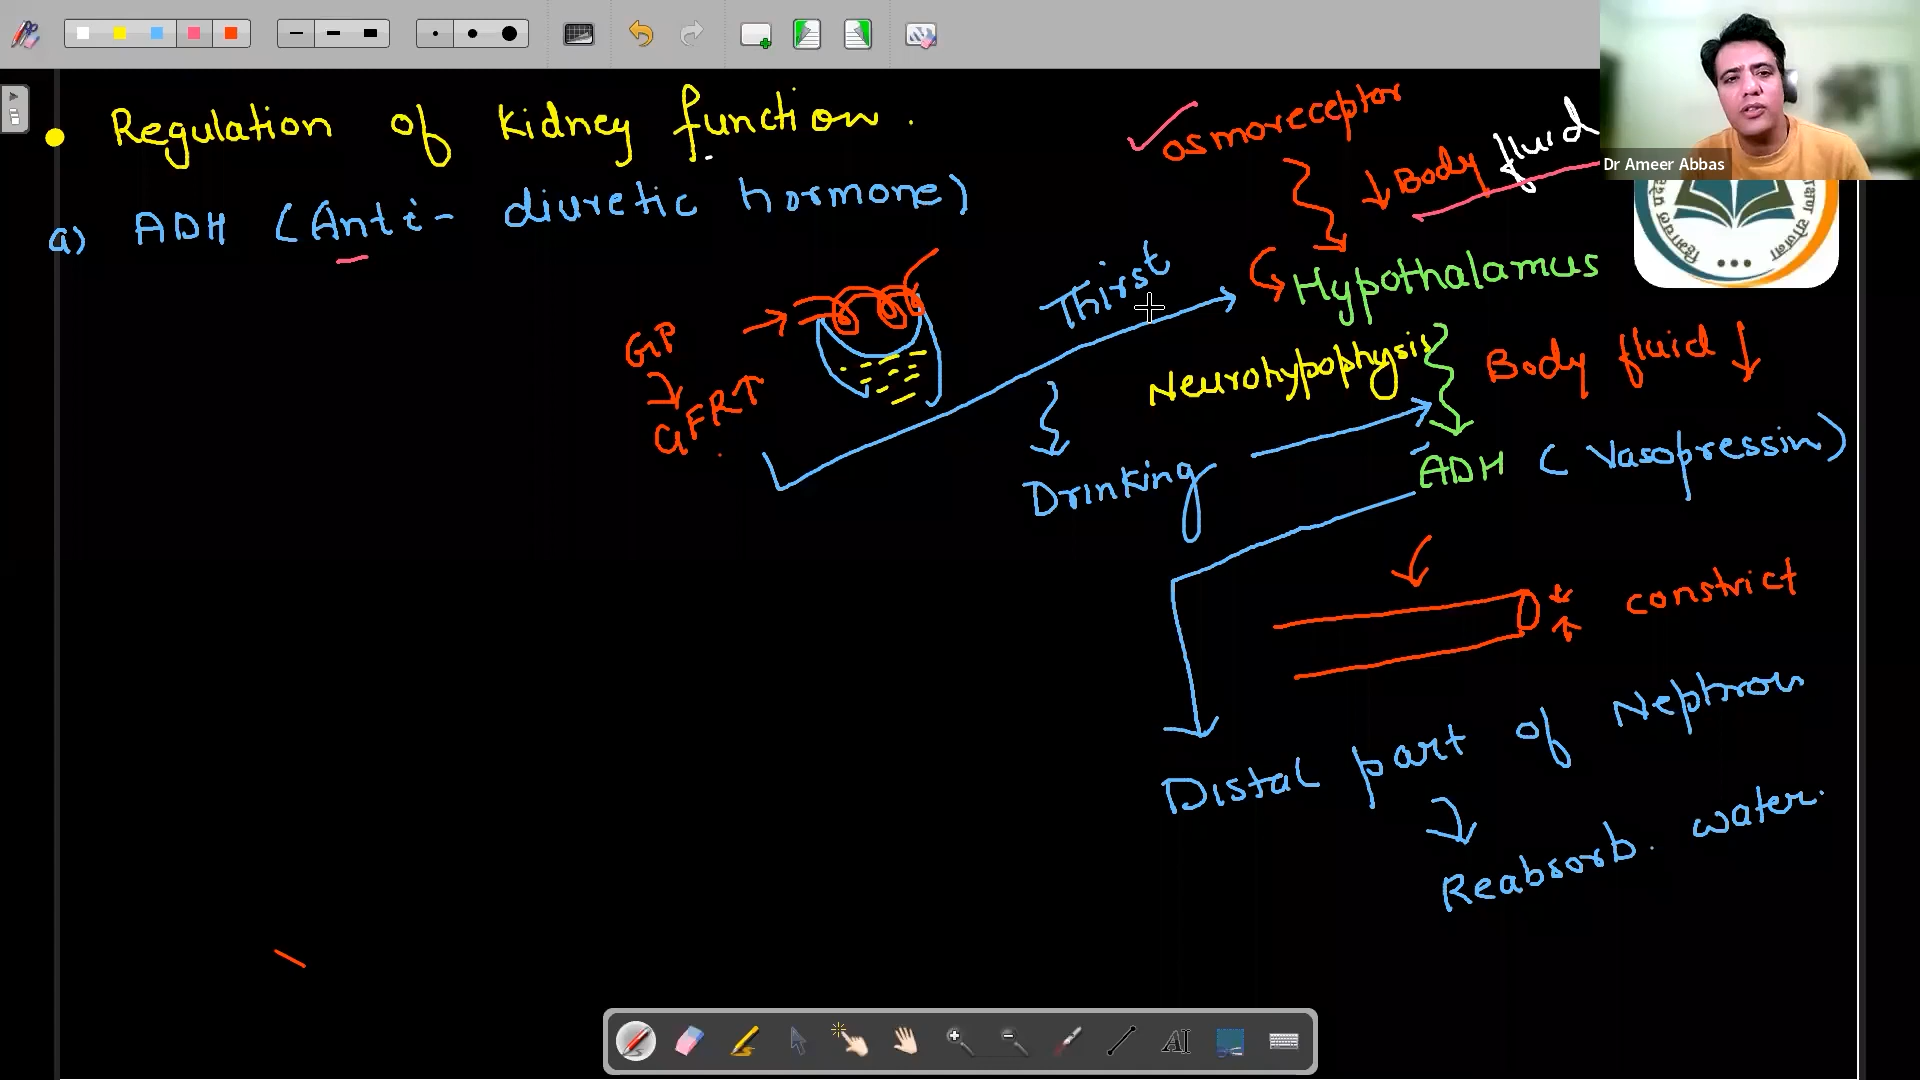 Dr Ameer Abbas
• Regulation of kidney function.
a) ADH (Anti-diuretic hormone)
osmoreceptor
↓ Body fluid
Hypothalamus
Thirst
GP
GFR↑
Neurohypophysis
Body fluid ↓
Drinking
ADH (Vasopressin)
constrict
Distal part of Nephron
Reabsorb. water.
AI